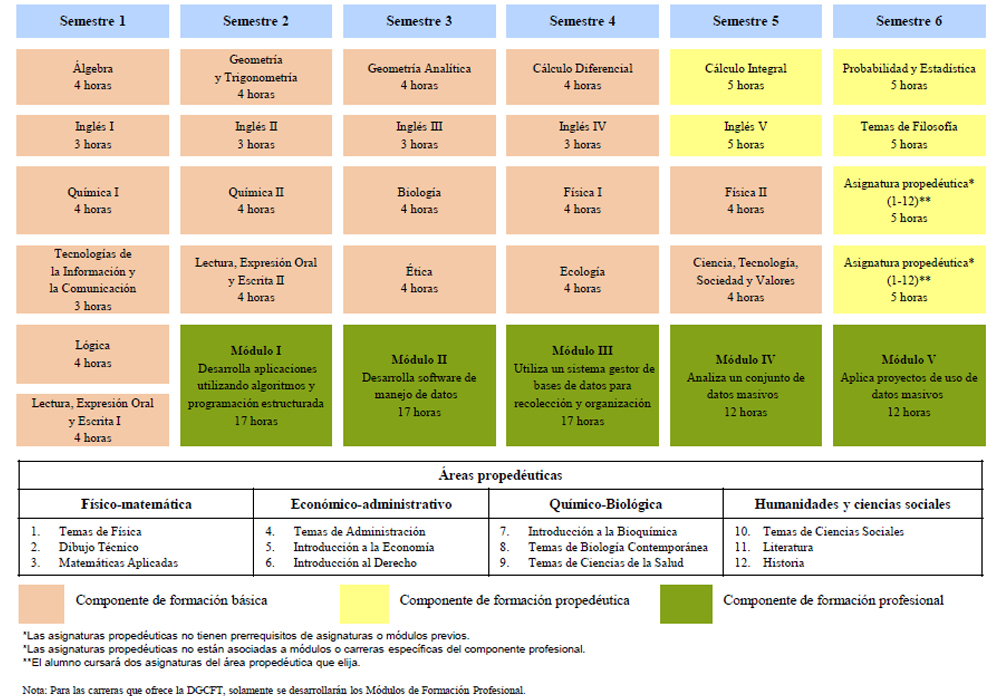 Semestre 1
Semestre 2
Semestre 3
Semestre 4
Semestre 5
Semestre 6
Álgebra
4 horas
Geometría
y Trigonometría
4 horas
Geometría Analítica
4 horas
Cálculo Diferencial
4 horas
Cálculo Integral
5 horas
Probabilidad y Estadística
5 horas
Inglés I
3 horas
Inglés II
3 horas
Inglés III
3 horas
Inglés IV
3 horas
Inglés V
5 horas
Temas de Filosofía
5 horas
Química I
4 horas
Química II
4 horas
Biología
4 horas
Física I
4 horas
Física II
4 horas
Asignatura propedéutica*
(1-12)**
5 horas
Tecnologías de
la Información y
la Comunicación
3 horas
Lectura, Expresión Oral
y Escrita II
4 horas
Ética
4 horas
Ecología
4 horas
Ciencia, Tecnología,
Sociedad y Valores
4 horas
Asignatura propedéutica*
(1-12)**
5 horas
Lógica
4 horas
Lectura, Expresión Oral
y Escrita I
4 horas
Módulo I
Desarrolla aplicaciones
utilizando algoritmos y
programación estructurada
17 horas
Módulo II
Desarrolla software de
manejo de datos
17 horas
Módulo III
Utiliza un sistema gestor de
bases de datos para
recolección y organización
17 horas
Módulo IV
Analiza un conjunto de
datos masivos
12 horas
Módulo V
Aplica proyectos de uso de
datos masivos
12 horas
Áreas propedéuticas
Físico-matemática
Económico-administrativo
Químico-Biológica
Humanidades y ciencias sociales
1. Temas de Física
2. Dibujo Técnico
3. Matemáticas Aplicadas
4. Temas de Administración
5. Introducción a la Economía
6. Introducción al Derecho
7. Introducción a la Bioquímica
8. Temas de Biología Contemporánea
9. Temas de Ciencias de la Salud
10. Temas de Ciencias Sociales
11. Literatura
12. Historia
Componente de formación básica
Componente de formación propedéutica
Componente de formación profesional
*Las asignaturas propedéuticas no tienen prerrequisitos de asignaturas o módulos previos.
*Las asignaturas propedéuticas no están asociadas a módulos o carreras específicas del componente profesional.
**El alumno cursará dos asignaturas del área propedéutica que elija.
Nota: Para las carreras que ofrece la DGCFT, solamente se desarrollarán los Módulos de Formación Profesional.